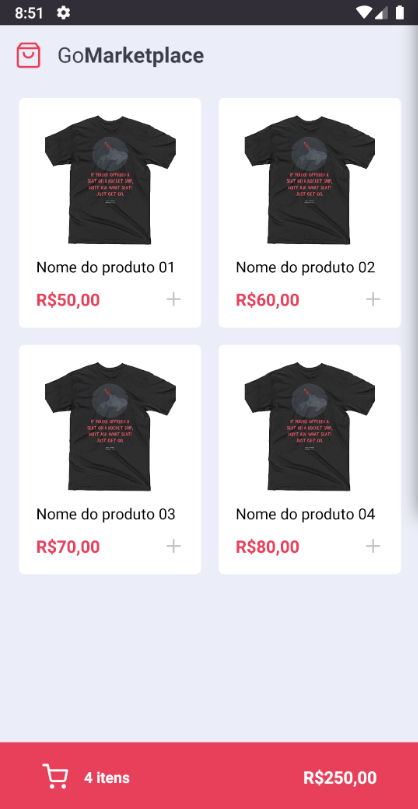 8:51
GoMarketplace
IF YOU'RE OFFERED A
SEAT ON A ROCKET SHIP,
DON'T ASK WHAT SEAT!
JUST GET ON.
IF YOU'RE OFFERED A
SEAT ON A ROCKET SHIP,
DON'T ASK WHAT SEAT!
JUST GET ON.
Nome do produto 01
Nome do produto 02
R$50,00 +
R$60,00 +
IF YOU'RE OFFERED A
SEAT ON A ROCKET SHIP,
DON'T ASK WHAT SEAT!
JUST GET ON.
IF YOU'RE OFFERED A
SEAT ON A ROCKET SHIP,
DON'T ASK WHAT SEAT!
JUST GET ON.
Nome do produto 03
Nome do produto 04
R$70,00 +
R$80,00 +
4 itens
R$250,00